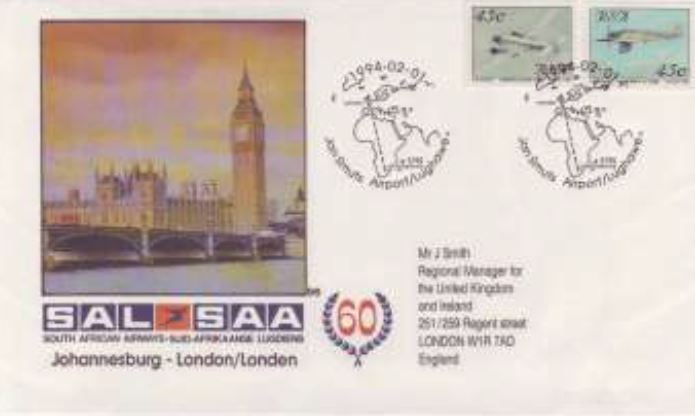 45c
45c
1994-02-01
1994-02-01
Jan Smuts Airport/Lughawe
Jan Smuts Airport/Lughawe
SAL SAA
SOUTH AFRICAN AIRWAYS-SUID-AFRIKAANSE LUGDIENS
60
Johannesburg - London/Londen
Mr J Smith
Regional Manager for
the United Kingdom
and Ireland
251/259 Regent street
LONDON W1R 7AD
England